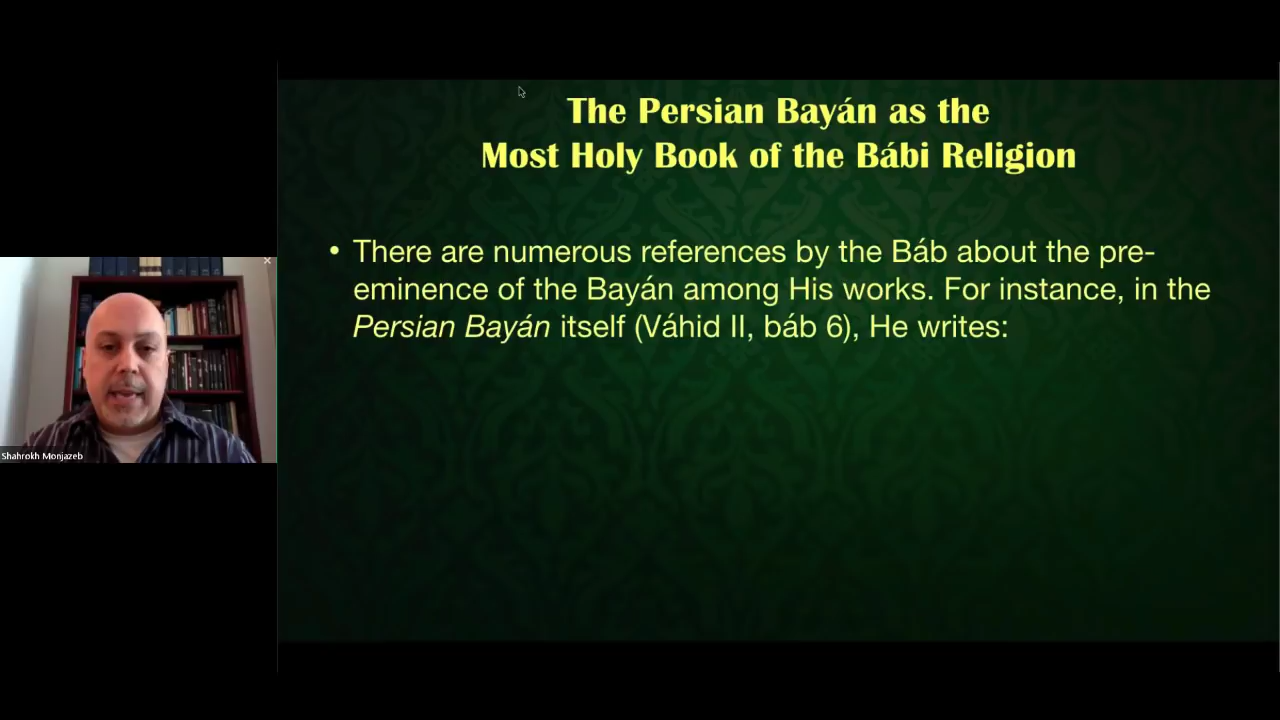 The Persian Bayán as the
Most Holy Book of the Bábi Religion
• There are numerous references by the Báb about the pre-
eminence of the Bayán among His works. For instance, in the
Persian Bayán itself (Váhid II, báb 6), He writes:
Shahrokh Monjazeb